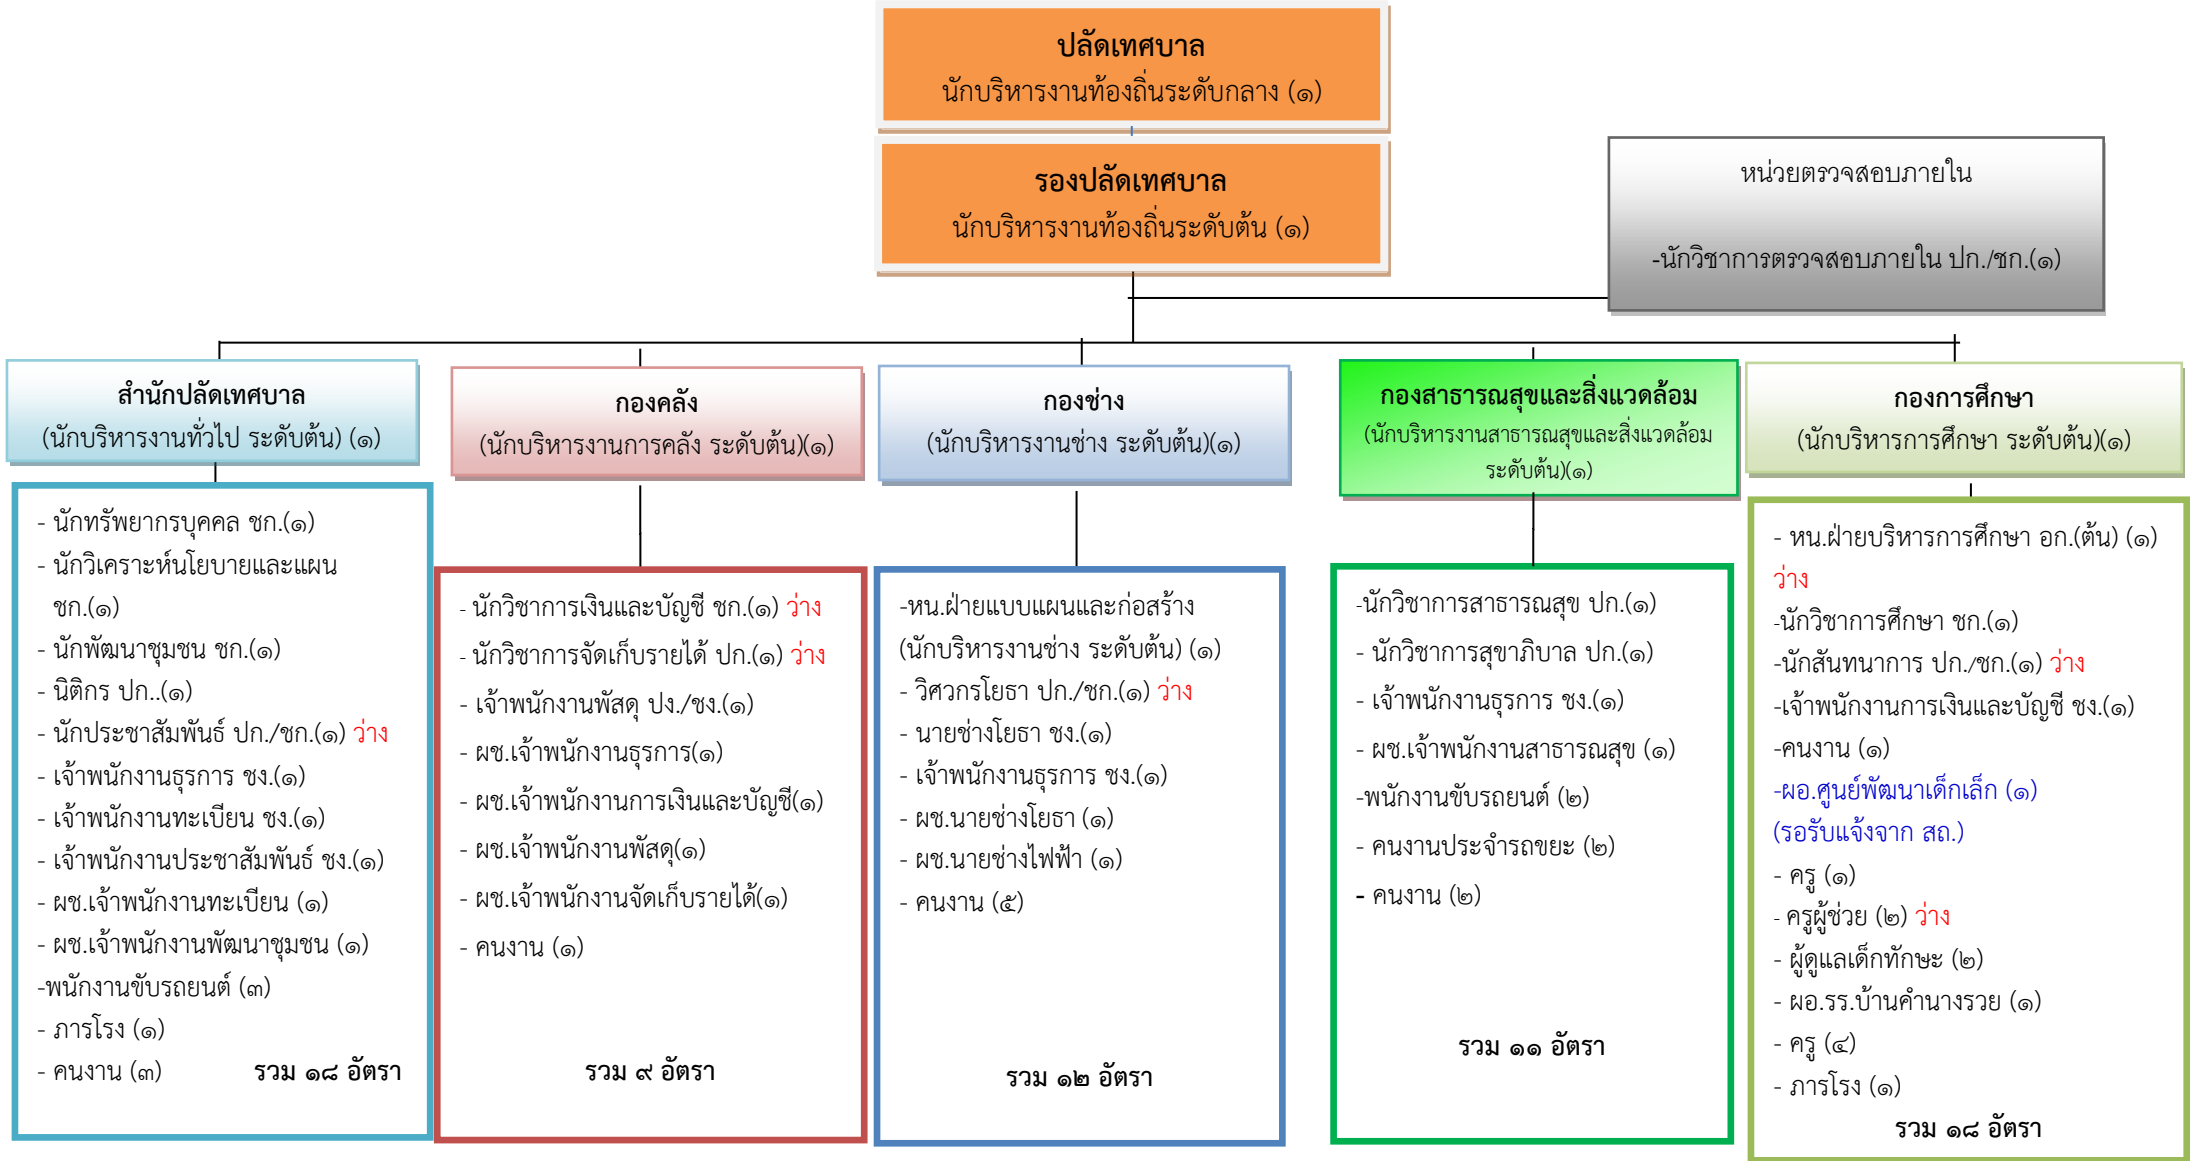 ปลัดเทศบาล
นักบริหารงานท้องถิ่นระดับกลาง (๑)
รองปลัดเทศบาล
นักบริหารงานท้องถิ่นระดับต้น (๑)
หน่วยตรวจสอบภายใน
-นักวิชาการตรวจสอบภายใน ปก./ชก.(๑)
สำนักปลัดเทศบาล
(นักบริหารงานทั่วไป ระดับต้น) (๑)
- นักทรัพยากรบุคคล ชก.(๑)
- นักวิเคราะห์นโยบายและแผน
ชก.(๑)
- นักพัฒนาชุมชน ชก.(๑)
- นิติกร ปก..(๑)
- นักประชาสัมพันธ์ ปก./ชก.(๑) ว่าง
- เจ้าพนักงานธุรการ ชง.(๑)
- เจ้าพนักงานทะเบียน ชง.(๑)
- เจ้าพนักงานประชาสัมพันธ์ ชง.(๑)
- ผช.เจ้าพนักงานทะเบียน (๑)
- ผช.เจ้าพนักงานพัฒนาชุมชน (๑)
-พนักงานขับรถยนต์ (๓)
- ภารโรง (๑)
- คนงาน (๓) รวม ๑๘ อัตรา
กองคลัง
(นักบริหารงานการคลัง ระดับต้น)(๑)
- นักวิชาการเงินและบัญชี ชก.(๑) ว่าง
- นักวิชาการจัดเก็บรายได้ ปก.(๑) ว่าง
- เจ้าพนักงานพัสดุ ปง./ชง.(๑)
- ผช.เจ้าพนักงานธุรการ(๑)
- ผช.เจ้าพนักงานการเงินและบัญชี(๑)
- ผช.เจ้าพนักงานพัสดุ(๑)
- ผช.เจ้าพนักงานจัดเก็บรายได้(๑)
- คนงาน (๑)
รวม ๙ อัตรา
กองช่าง
(นักบริหารงานช่าง ระดับต้น)(๑)
-หน.ฝ่ายแบบแผนและก่อสร้าง
(นักบริหารงานช่าง ระดับต้น) (๑)
- วิศวกรโยธา ปก./ชก.(๑) ว่าง
- นายช่างโยธา ชง.(๑)
- เจ้าพนักงานธุรการ ชง.(๑)
- ผช.นายช่างโยธา (๑)
- ผช.นายช่างไฟฟ้า (๑)
- คนงาน (๕)
รวม ๑๒ อัตรา
กองสาธารณสุขและสิ่งแวดล้อม
(นักบริหารงานสาธารณสุขและสิ่งแวดล้อม
ระดับต้น)(๑)
-นักวิชาการสาธารณสุข ปก.(๑)
- นักวิชาการสุขาภิบาล ปก.(๑)
- เจ้าพนักงานธุรการ ชง.(๑)
- ผช.เจ้าพนักงานสาธารณสุข (๑)
-พนักงานขับรถยนต์ (๒)
- คนงานประจำรถขยะ (๒)
- คนงาน (๒)
รวม ๑๑ อัตรา
กองการศึกษา
(นักบริหารการศึกษา ระดับต้น)(๑)
- หน.ฝ่ายบริหารการศึกษา อก.(ต้น) (๑)
ว่าง
-นักวิชาการศึกษา ชก.(๑)
-นักสันทนาการ ปก./ชก.(๑) ว่าง
-เจ้าพนักงานการเงินและบัญชี ชง.(๑)
-คนงาน (๑)
-ผอ.ศูนย์พัฒนาเด็กเล็ก (๑)
(รอรับแจ้งจาก สถ.)
- ครู (๑)
- ครูผู้ช่วย (๒) ว่าง
- ผู้ดูแลเด็กทักษะ (๒)
- ผอ.รร.บ้านคำนางรวย (๑)
- ครู (๔)
- ภารโรง (๑)
รวม ๑๘ อัตรา